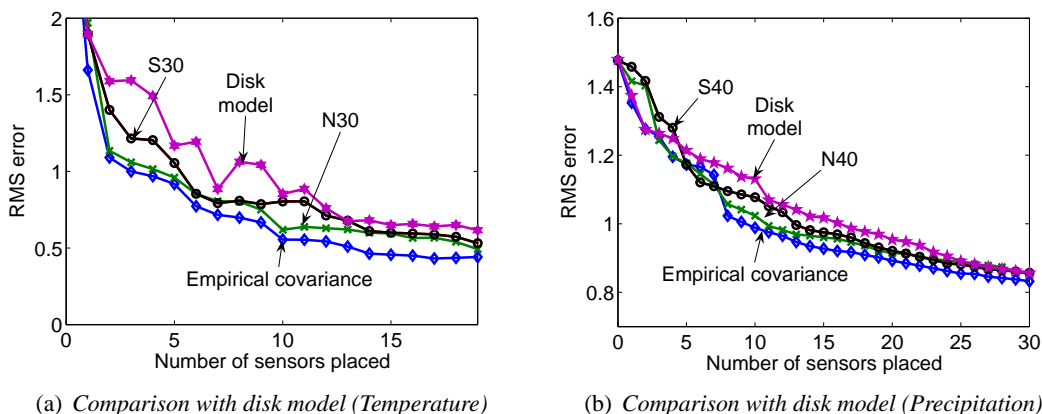 2
1.5
1
0.5
0
RMS error
S30
Disk
model
N30
Empirical covariance
0 5 10 15
Number of sensors placed
(a) Comparison with disk model (Temperature)
1.6
1.4
1.2
1
0.8
RMS error
S40
Disk
model
N40
Empirical covariance
0 5 10 15 20 25 30
Number of sensors placed
(b) Comparison with disk model (Precipitation)